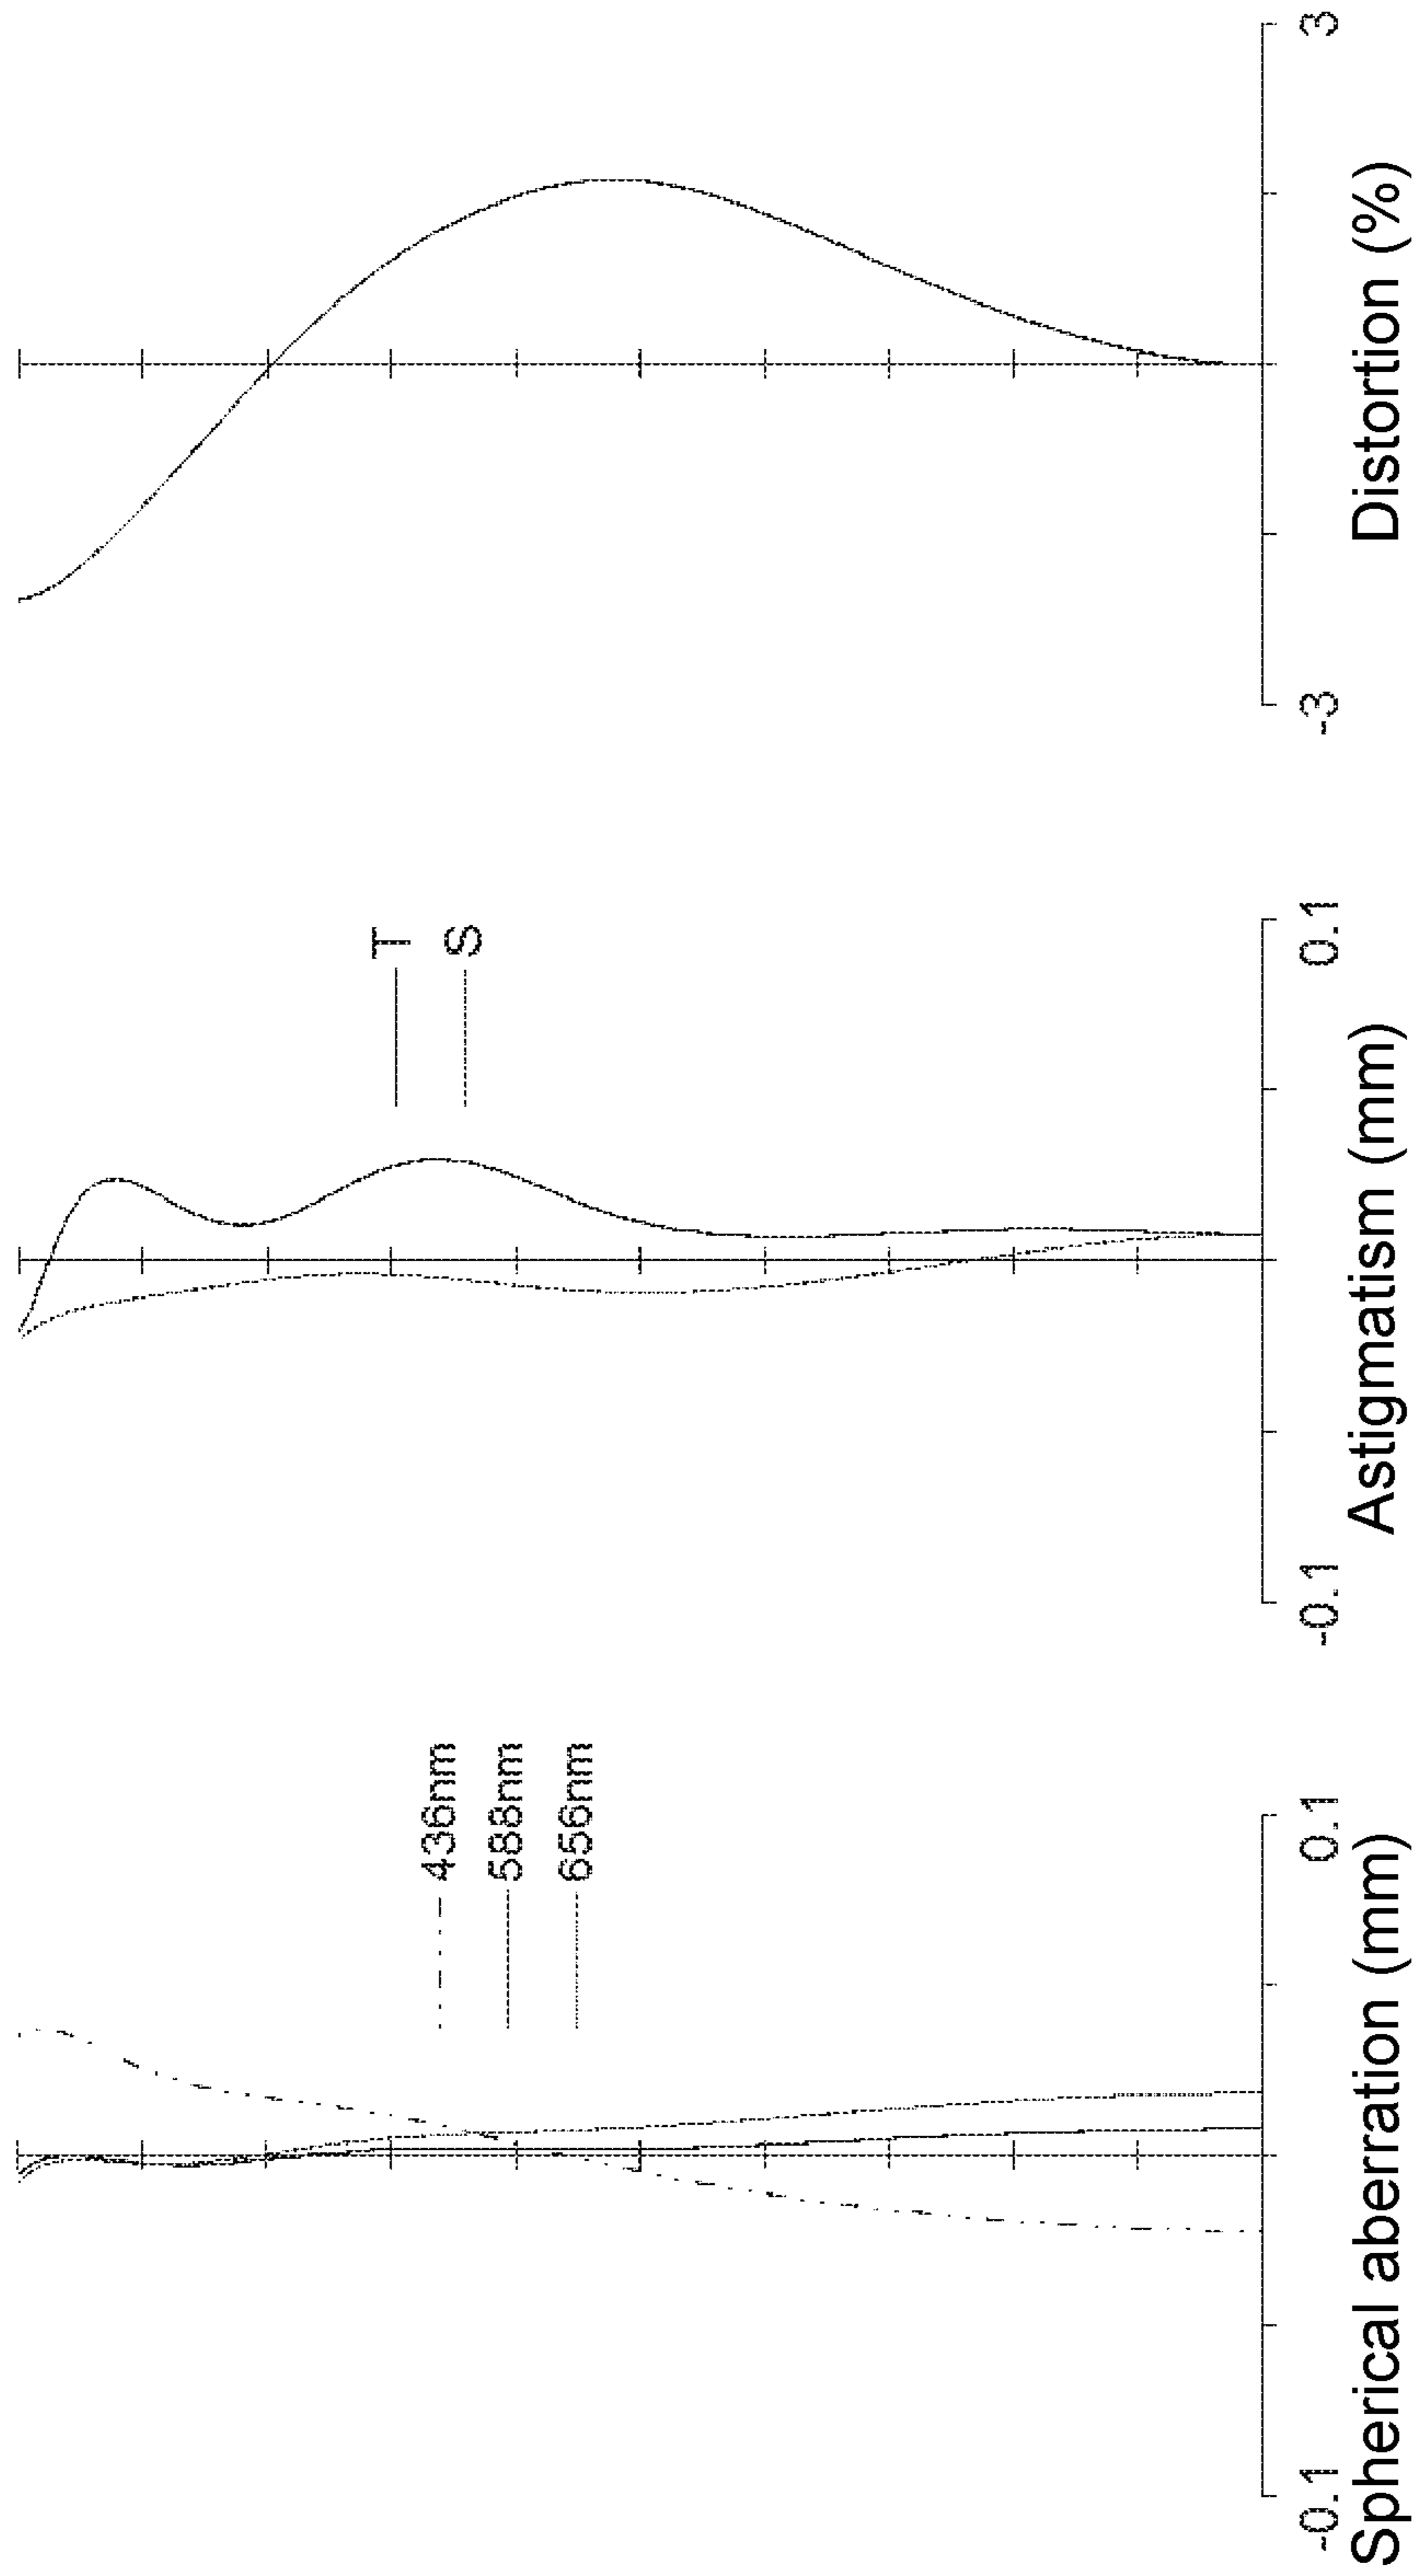 436nm
588nm
656nm
-0.1
0.1
Spherical aberration (mm)
T
S
-0.1
0.1
Astigmatism (mm)
-3
3
Distortion (%)